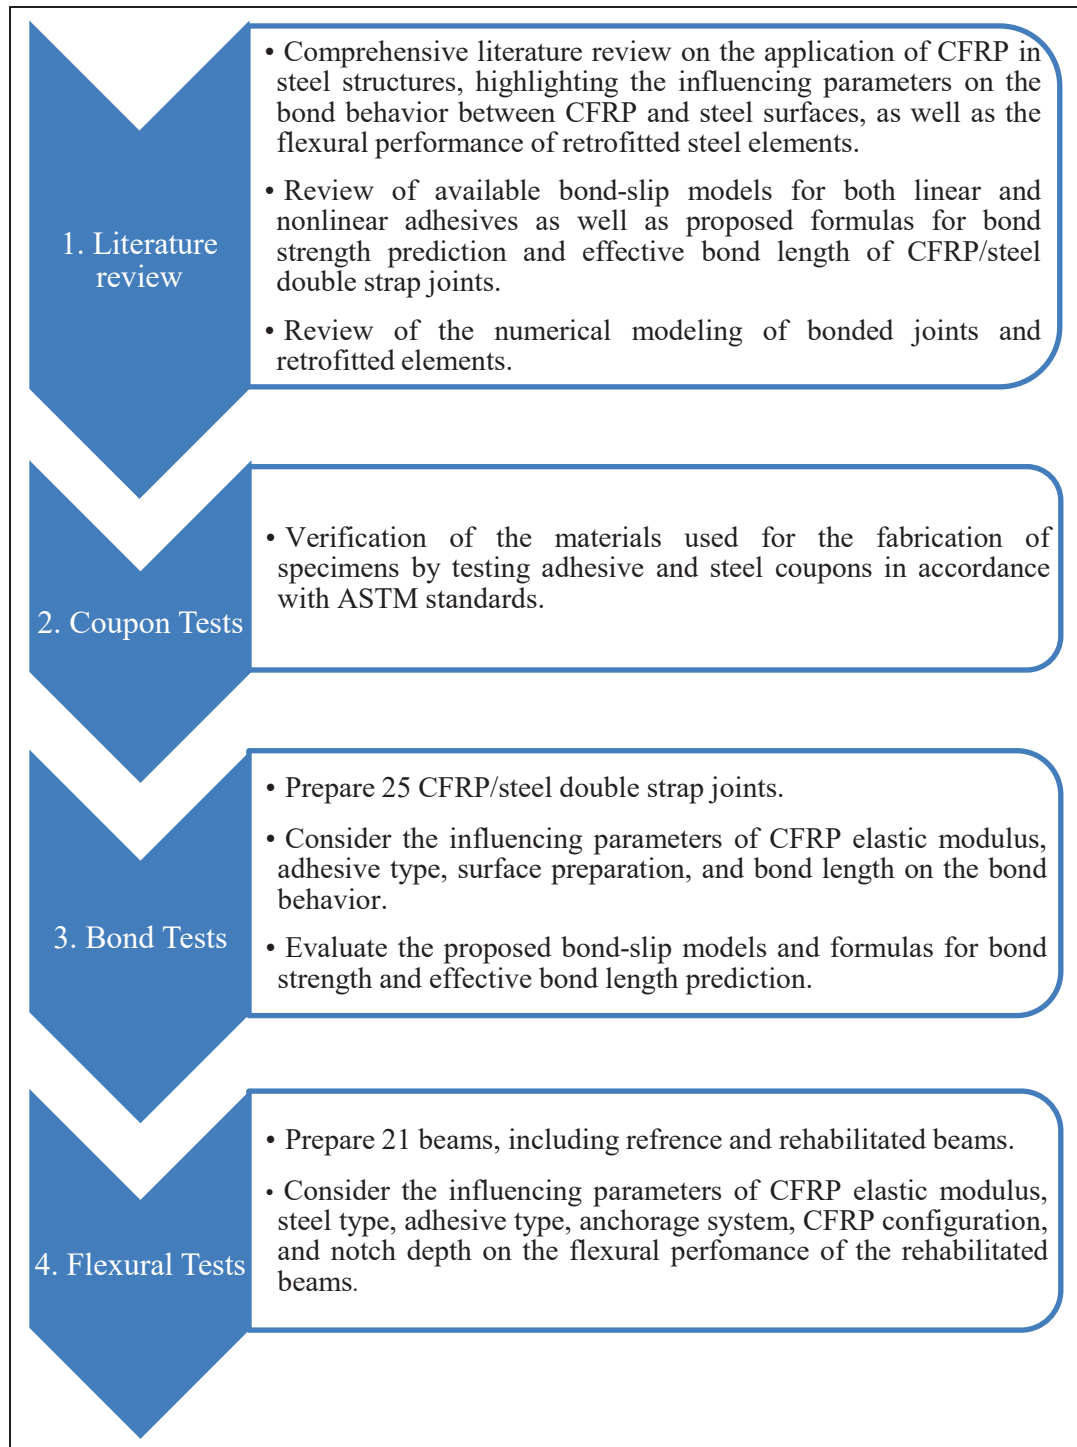 1. Literature
review
• Comprehensive literature review on the application of CFRP in
steel structures, highlighting the influencing parameters on the
bond behavior between CFRP and steel surfaces, as well as the
flexural performance of retrofitted steel elements.
• Review of available bond-slip models for both linear and
nonlinear adhesives as well as proposed formulas for bond
strength prediction and effective bond length of CFRP/steel
double strap joints.
• Review of the numerical modeling of bonded joints and
retrofitted elements.
2. Coupon Tests
• Verification of the materials used for the fabrication of
specimens by testing adhesive and steel coupons in accordance
with ASTM standards.
3. Bond Tests
• Prepare 25 CFRP/steel double strap joints.
• Consider the influencing parameters of CFRP elastic modulus,
adhesive type, surface preparation, and bond length on the bond
behavior.
• Evaluate the proposed bond-slip models and formulas for bond
strength and effective bond length prediction.
4. Flexural Tests
• Prepare 21 beams, including refrence and rehabilitated beams.
• Consider the influencing parameters of CFRP elastic modulus,
steel type, adhesive type, anchorage system, CFRP configuration,
and notch depth on the flexural perfomance of the rehabilitated
beams.